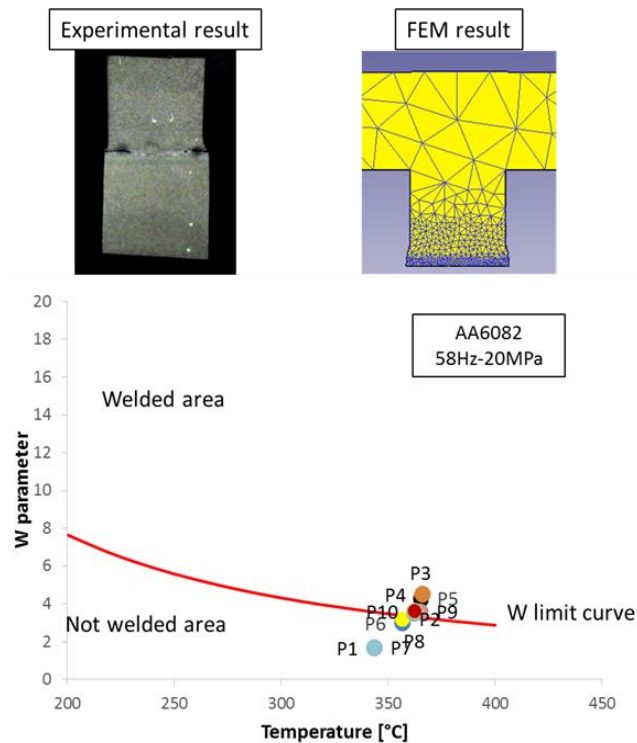 Experimental result
FEM result
20
18
16
14
12
10
8
6
4
2
0
W parameter
AA6082
58Hz-20MPa
Welded area
Not welded area
P3
P4
P5
P10
P9
P6
P2
P8
P1
P7
W limit curve
200
250
300
350
400
450
Temperature [°C]